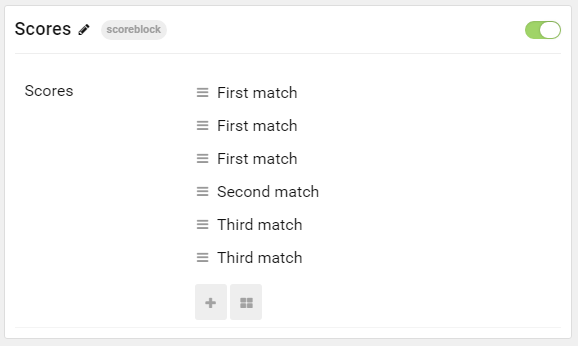 Scores scoreblock
Scores
First match
First match
First match
Second match
Third match
Third match